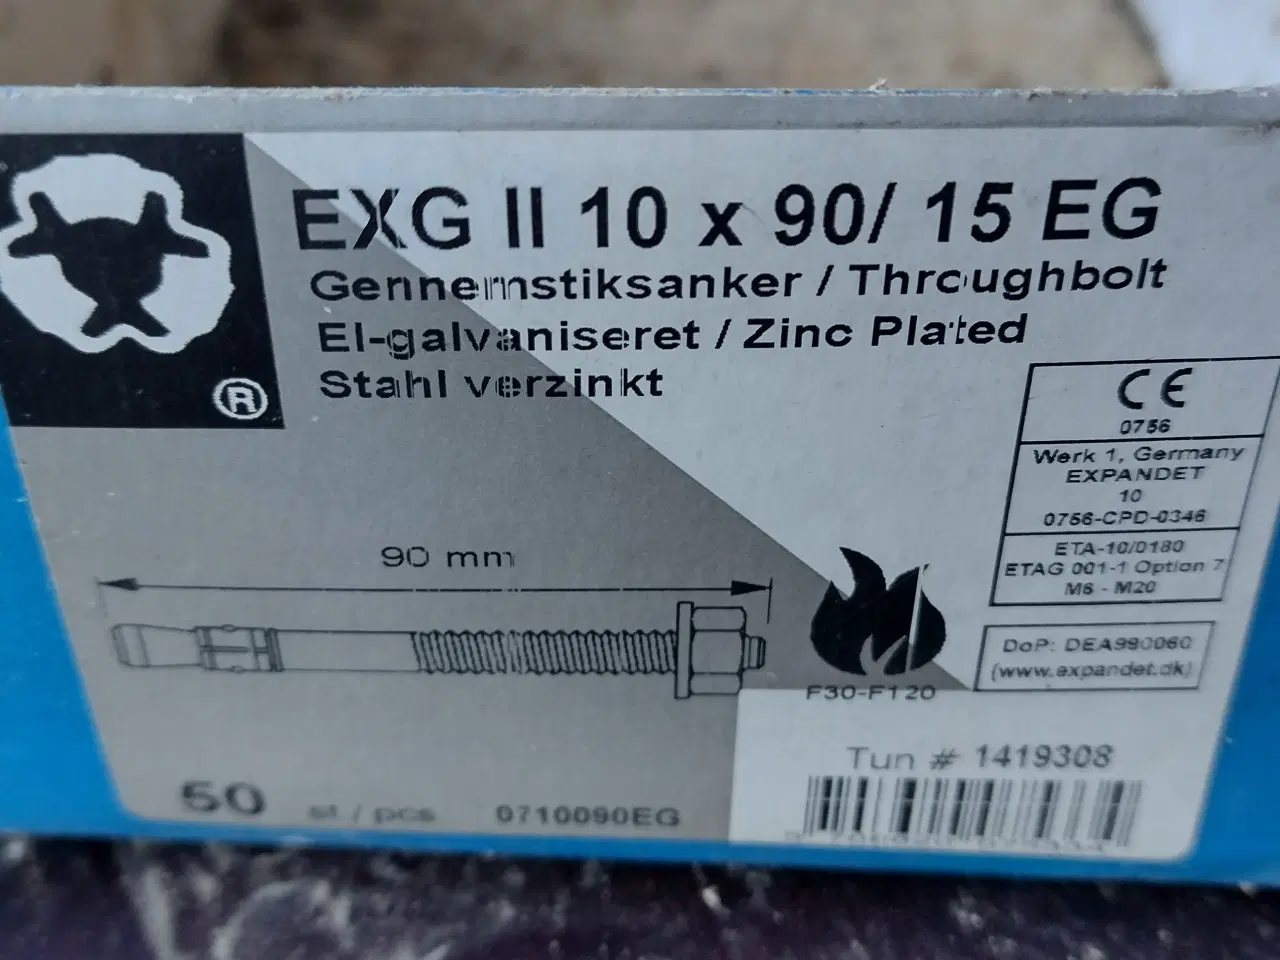 EXG II 10 x 90/ 15 EG
Gennemstiksanker / Throughbolt
El-galvaniseret / Zinc Plated
Stahl verzinkt
®
CE
0756
Werk 1, Germany
EXPANDET
10
0756-CPD-0346
ETA-10/0180
ETAG 001-1 Option 7
M6 - M20
DoP: DEA990060
(www.expandet.dk)
90 mm
F30-F120
Tun # 1419308
50 st / pcs 0710090EG